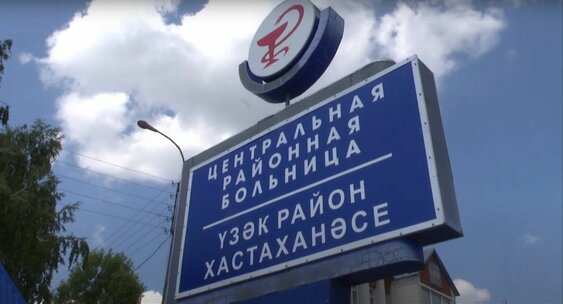 ЦЕНТРАЛЬНАЯ
РАЙОННАЯ
БОЛЬНИЦА
ҮЗӘК РАЙОН
ХАСТАХАНӘСЕ